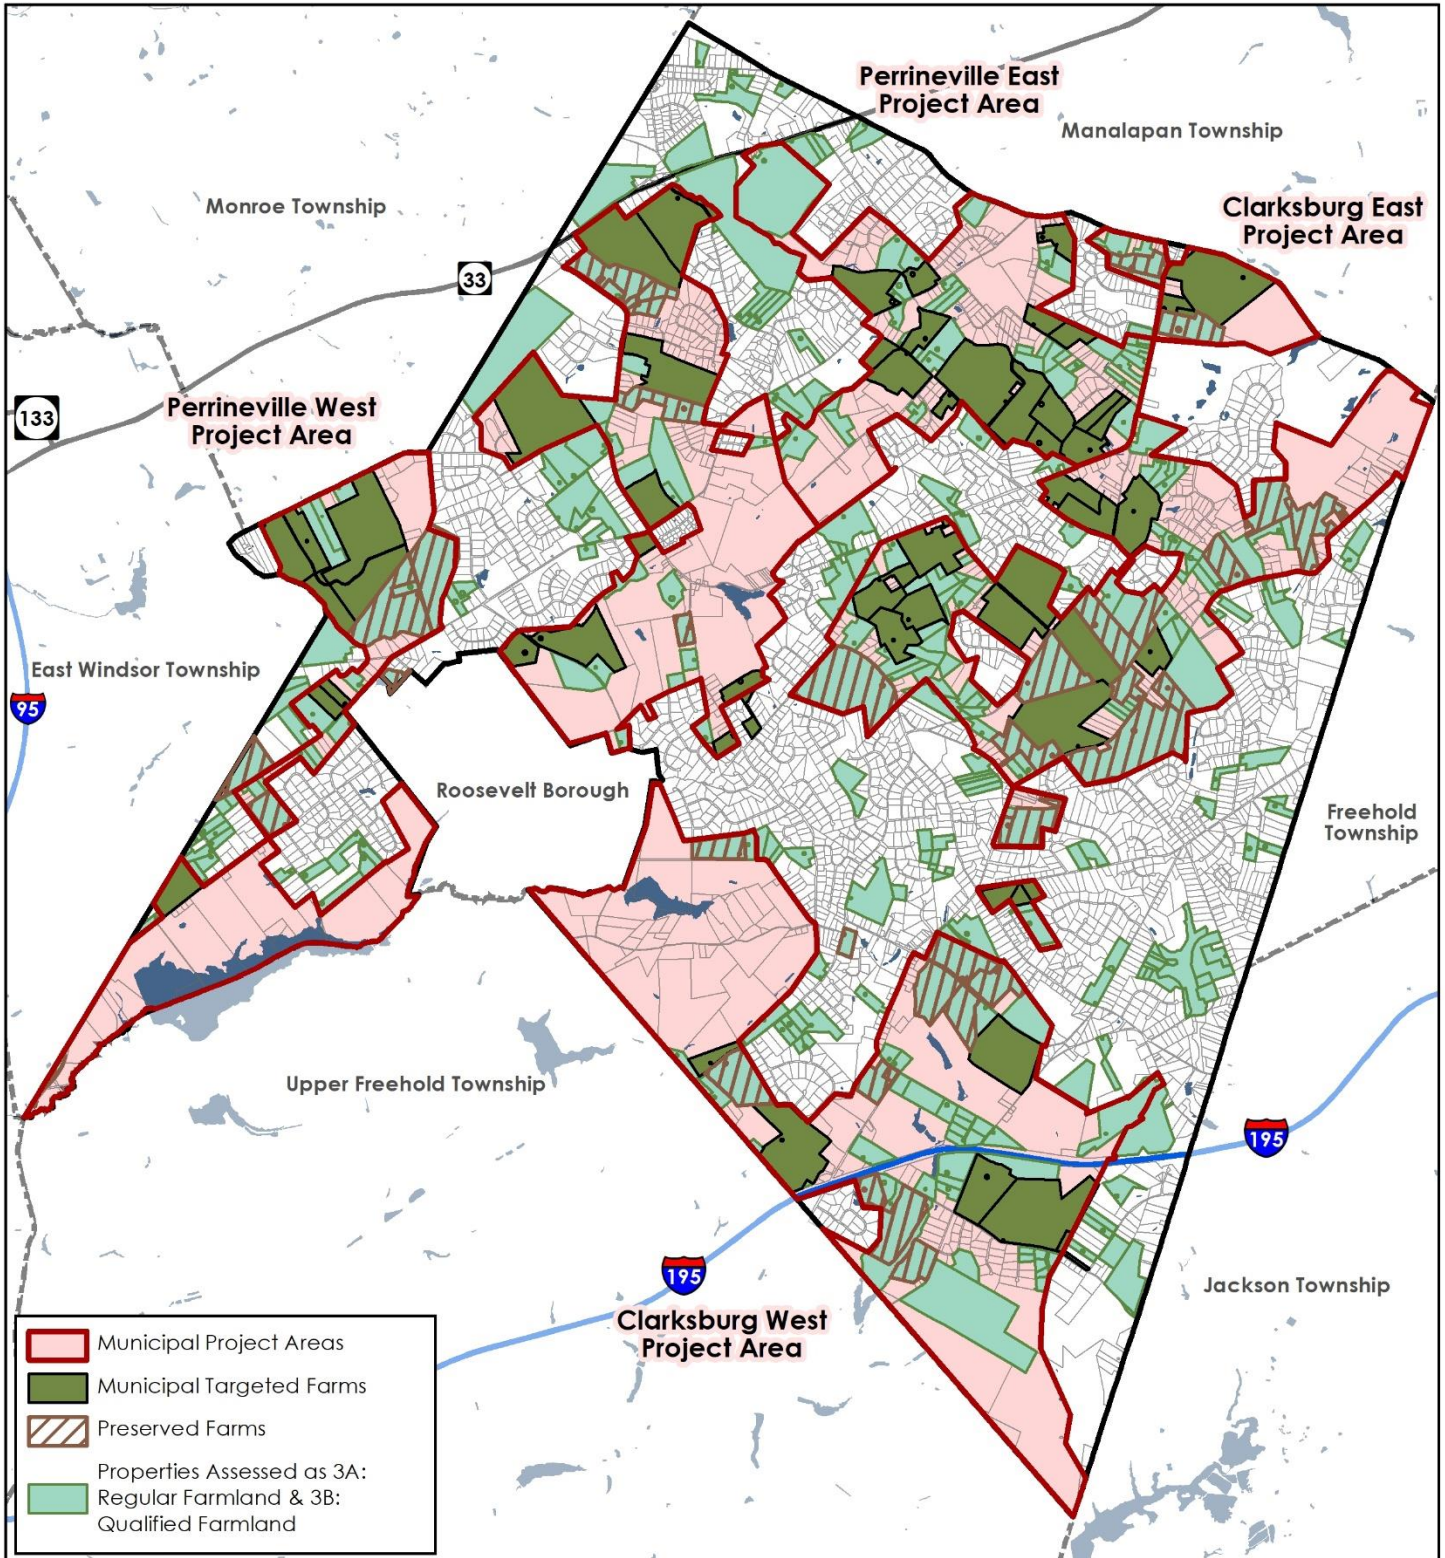 Perrineville East
Project Area
Manalapan Township
Monroe Township
Clarksburg East
Project Area
33
133
Perrineville West
Project Area
East Windsor Township
95
Roosevelt Borough
Freehold
Township
Upper Freehold Township
195
195
Jackson Township
Clarksburg West
Project Area
Municipal Project Areas
Municipal Targeted Farms
Preserved Farms
Properties Assessed as 3A:
Regular Farmland & 3B:
Qualified Farmland